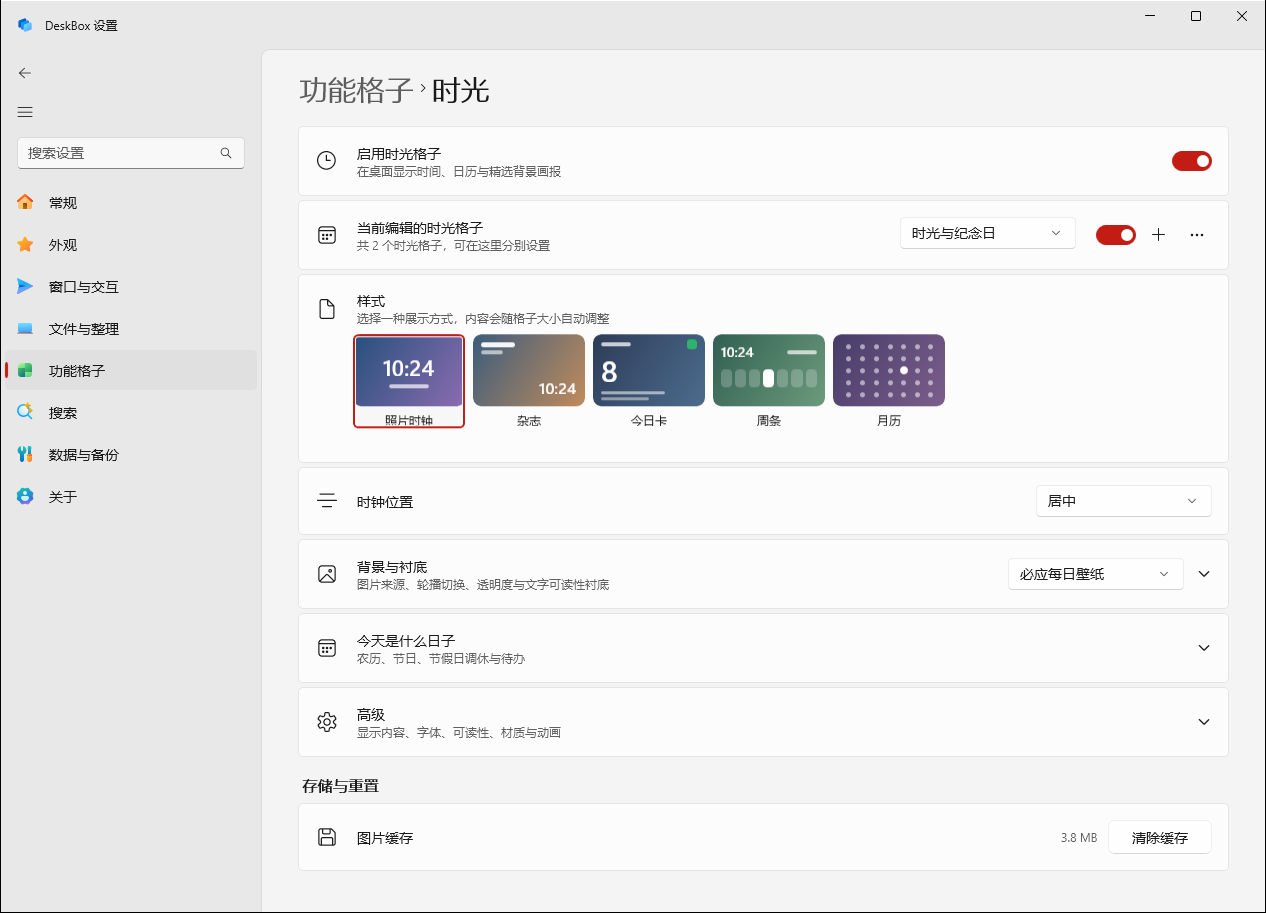 DeskBox 设置
搜索设置
常规
外观
窗口与交互
文件与整理
功能格子
搜索
数据与备份
关于
功能格子 › 时光
启用时光格子
在桌面显示时间、日历与精选背景画报
当前编辑的时光格子
共 2 个时光格子，可在这里分别设置
时光与纪念日
样式
选择一种展示方式，内容会随格子大小自动调整
10:24
照片时钟
10:24
杂志
8
今日卡
10:24
周条
月历
时钟位置
居中
背景与衬底
图片来源、轮播切换、透明度与文字可读性衬底
必应每日壁纸
今天是什么日子
农历、节日、节假日调休与待办
高级
显示内容、字体、可读性、材质与动画
存储与重置
图片缓存
3.8 MB
清除缓存